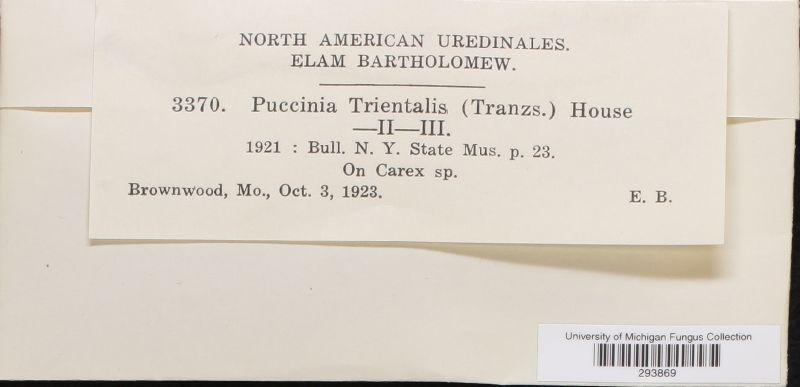 NORTH AMERICAN UREDINALES.
ELAM BARTHOLOMEW.
3370. Puccinia Trientalis (Tranzs.) House
—II—III.
1921 : Bull. N. Y. State Mus. p. 23.
On Carex sp.
Brownwood, Mo., Oct. 3, 1923. E. B.
University of Michigan Fungus Collection
293869